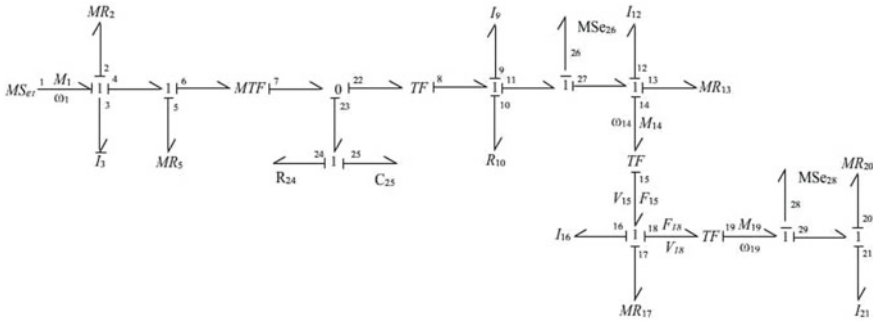 MR₂ I₉ MSe₂₆ I₁₂
26
2 9 12
MSₑᵣ 1 M₁ 1 4 1 6 MTF 7 0 22 TF 8 1 11 1 27 1 13 MR₁₃
ω₁ 3 5 23 10 14
ω₁₄ M₁₄
I₃ MR₅ R₁₀ TF
24 1 25 15
R₂₄ C₂₅
V₁₅ F₁₅ MSe₂₈ MR₂₀
28
20
I₁₆ 16 1 18 F₁₈ TF 19 M₁₉ 1 29 1
17 V₁₈ ω₁₉ 21
MR₁₇ I₂₁